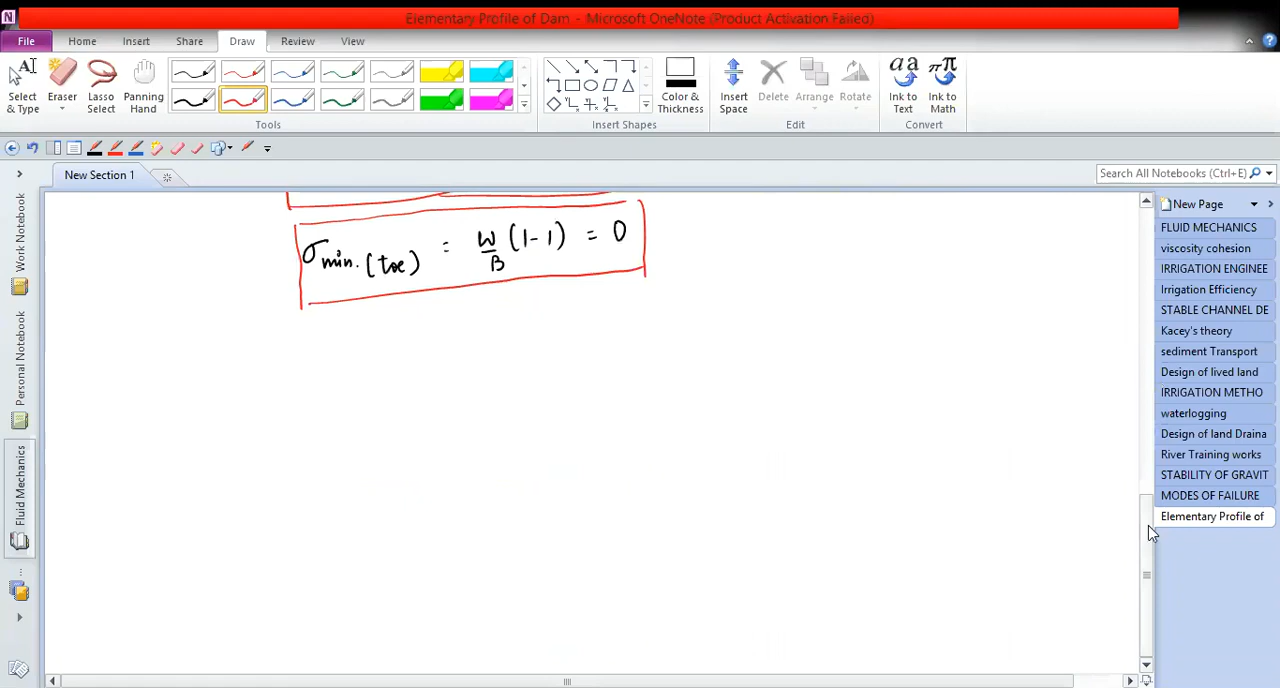 Elementary Profile of Dam - Microsoft OneNote (Product Activation Failed)
File Home Insert Share Draw Review View
Select & Type
Eraser
Lasso Select
Panning Hand
Color & Thickness
Insert Space
Delete
Arrange
Rotate
Ink to Text
Ink to Math
Tools
Insert Shapes
Edit
Convert
New Section 1
Search All Notebooks (Ctrl+E)
Work Notebook
Personal Notebook
Fluid Mechanics
σmin. (toe) = W/B (1-1) = 0
New Page
FLUID MECHANICS
viscosity cohesion
IRRIGATION ENGINEE
Irrigation Efficiency
STABLE CHANNEL DE
Kacey's theory
sediment Transport
Design of lived land
IRRIGATION METHO
waterlogging
Design of land Draina
River Training works
STABILITY OF GRAVIT
MODES OF FAILURE
Elementary Profile of